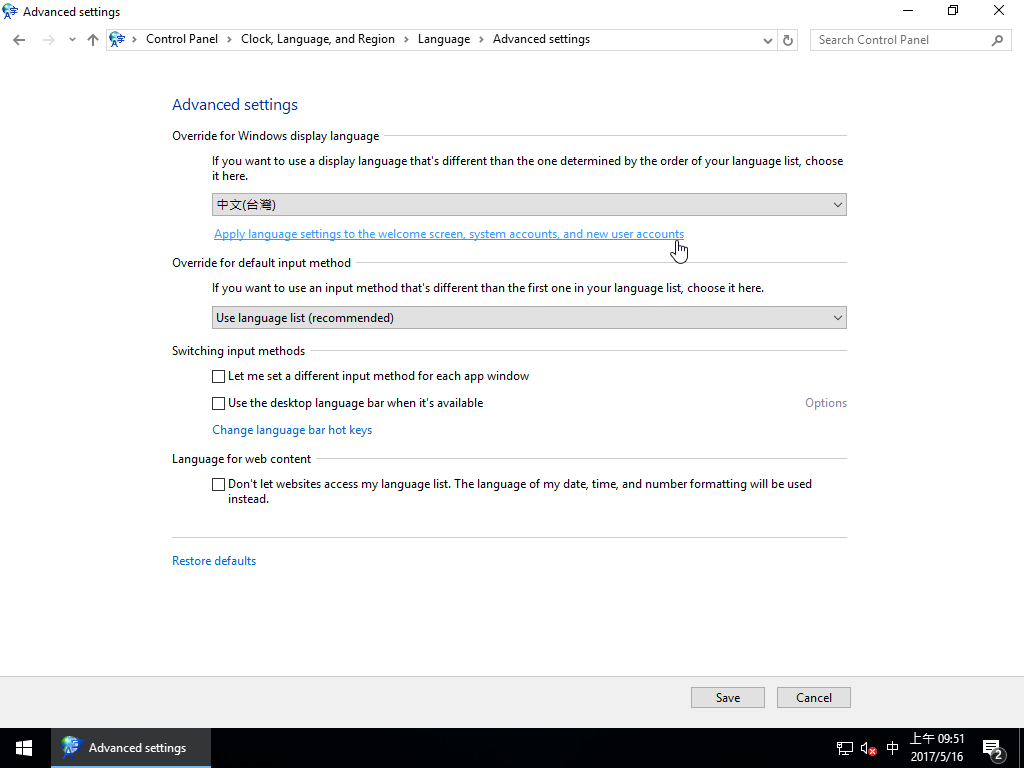 Advanced settings
Control Panel > Clock, Language, and Region > Language > Advanced settings
Search Control Panel
Advanced settings
Override for Windows display language
If you want to use a display language that's different than the one determined by the order of your language list, choose
it here.
中文(台灣)
Apply language settings to the welcome screen, system accounts, and new user accounts
Override for default input method
If you want to use an input method that's different than the first one in your language list, choose it here.
Use language list (recommended)
Switching input methods
Let me set a different input method for each app window
Use the desktop language bar when it's available
Options
Change language bar hot keys
Language for web content
Don't let websites access my language list. The language of my date, time, and number formatting will be used
instead.
Restore defaults
Save
Cancel
Advanced settings
中
上午 09:51
2017/5/16
2